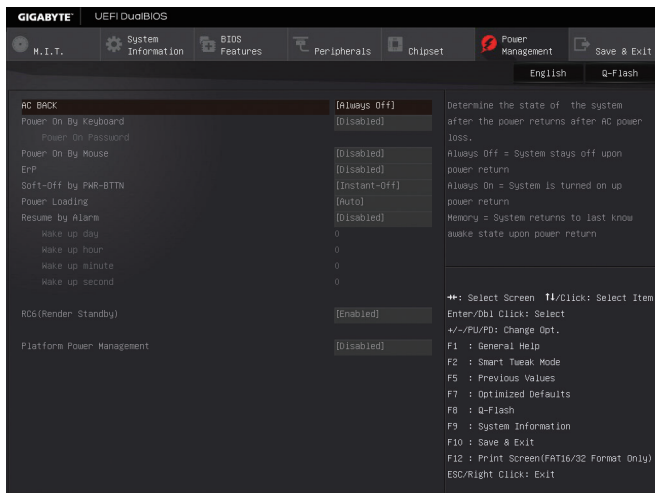 GIGABYTE™ UEFI DualBIOS
M.I.T.
System Information
BIOS Features
Peripherals
Chipset
Power Management
Save & Exit
English
Q-Flash
AC BACK [Always Off]
Power On By Keyboard [Disabled]
Power On Password
Power On By Mouse [Disabled]
ErP [Disabled]
Soft-Off by PWR-BTTN [Instant-Off]
Power Loading [Auto]
Resume by Alarm [Disabled]
Wake up day 0
Wake up hour 0
Wake up minute 0
Wake up second 0
RC6(Render Standby) [Enabled]
Platform Power Management [Disabled]
Determine the state of the system
after the power returns after AC power
loss.
Always Off = System stays off upon
power return
Always On = System is turned on up
power return
Memory = System returns to last know
awake state upon power return
→←: Select Screen ↑↓/Click: Select Item
Enter/Dbl Click: Select
+/-/PU/PD: Change Opt.
F1 : General Help
F2 : Smart Tweak Mode
F5 : Previous Values
F7 : Optimized Defaults
F8 : Q-Flash
F9 : System Information
F10 : Save & Exit
F12 : Print Screen(FAT16/32 Format Only)
ESC/Right Click: Exit